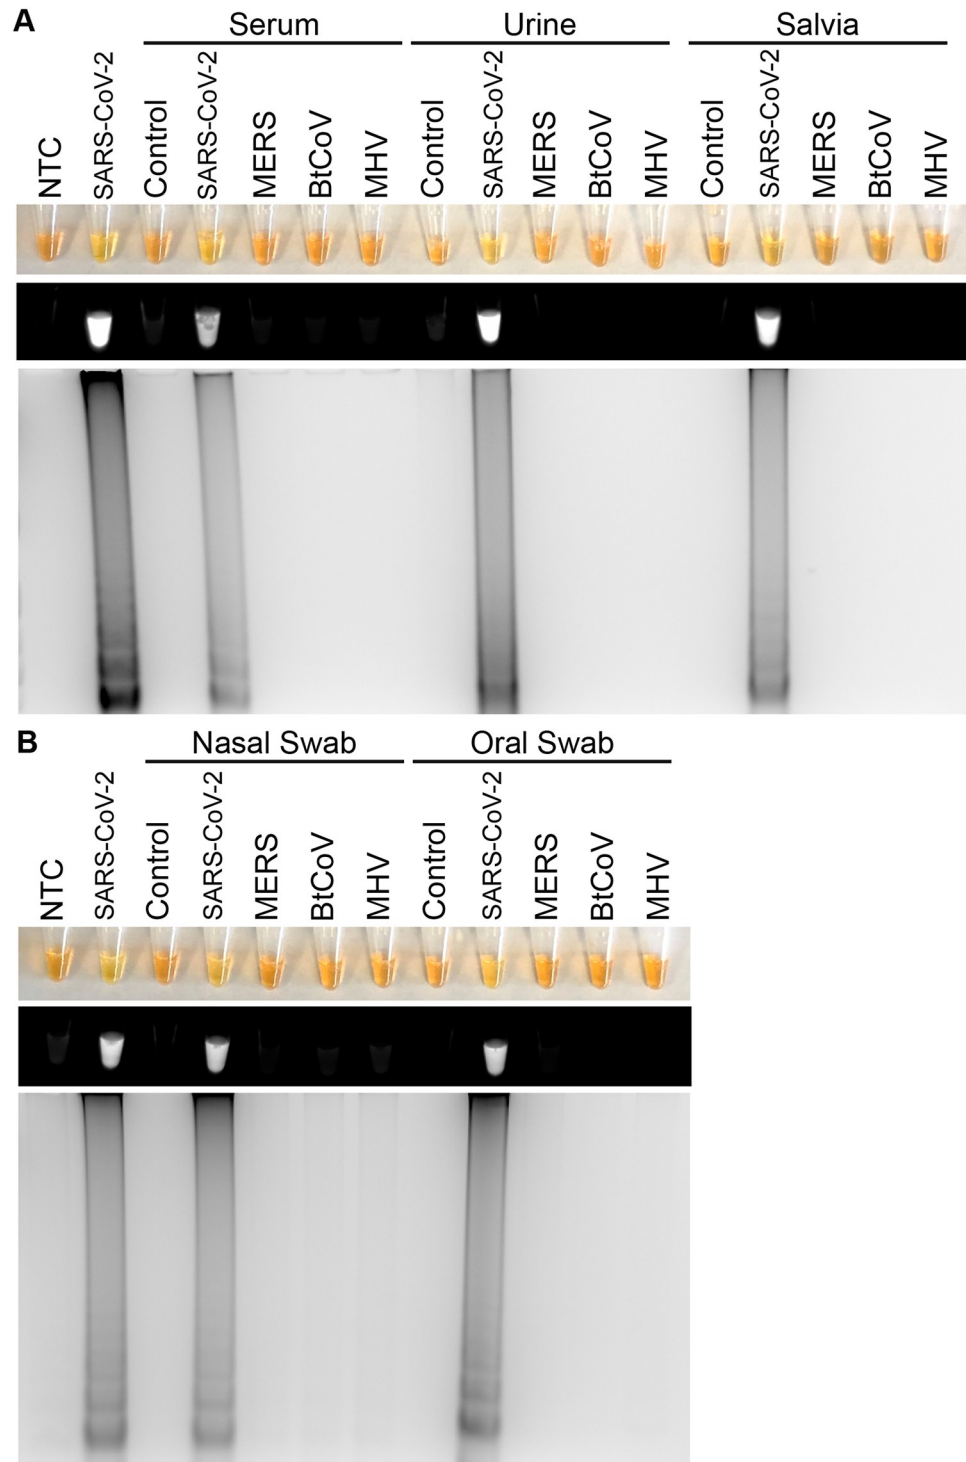 A
Serum Urine Salvia
NTC SARS-CoV-2 Control SARS-CoV-2 MERS BtCoV MHV Control SARS-CoV-2 MERS BtCoV MHV Control SARS-CoV-2 MERS BtCoV MHV
B
Nasal Swab Oral Swab
NTC SARS-CoV-2 Control SARS-CoV-2 MERS BtCoV MHV Control SARS-CoV-2 MERS BtCoV MHV